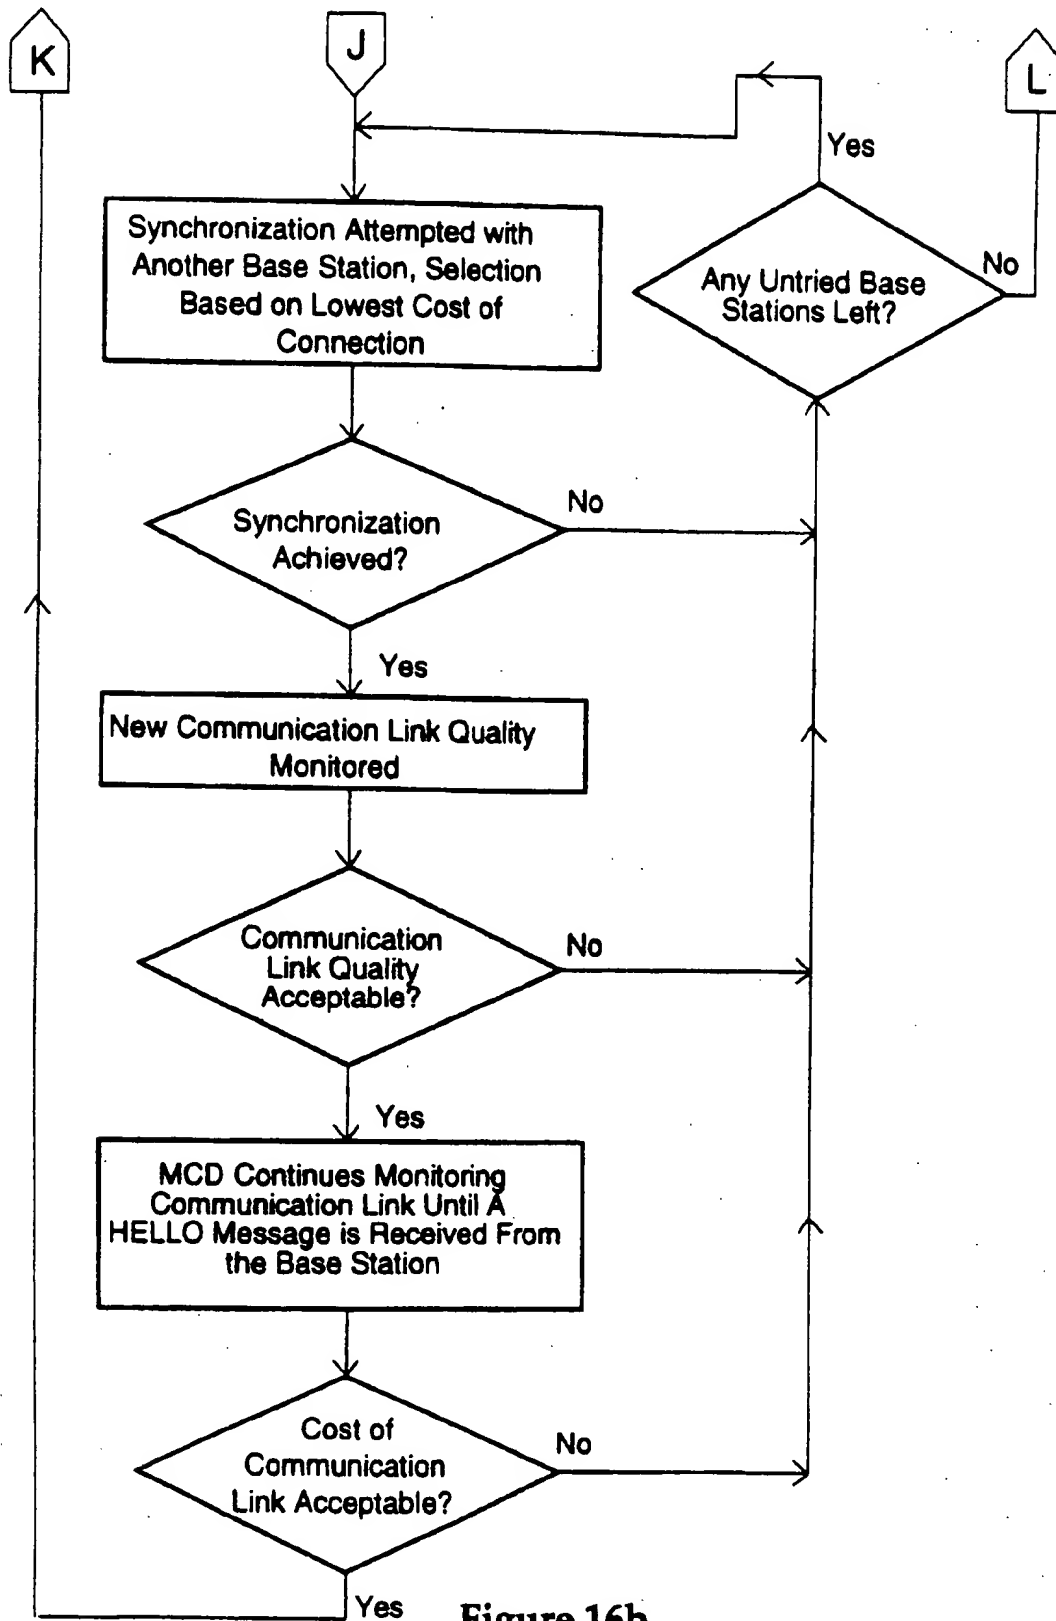 K
J
L
Yes
Synchronization Attempted with
Another Base Station, Selection
Based on Lowest Cost of
Connection
Any Untried Base
Stations Left?
No
Synchronization
Achieved?
No
Yes
New Communication Link Quality
Monitored
Communication
Link Quality
Acceptable?
No
Yes
MCD Continues Monitoring
Communication Link Until A
HELLO Message is Received From
the Base Station
Cost of
Communication
Link Acceptable?
No
Yes
Figure 16b